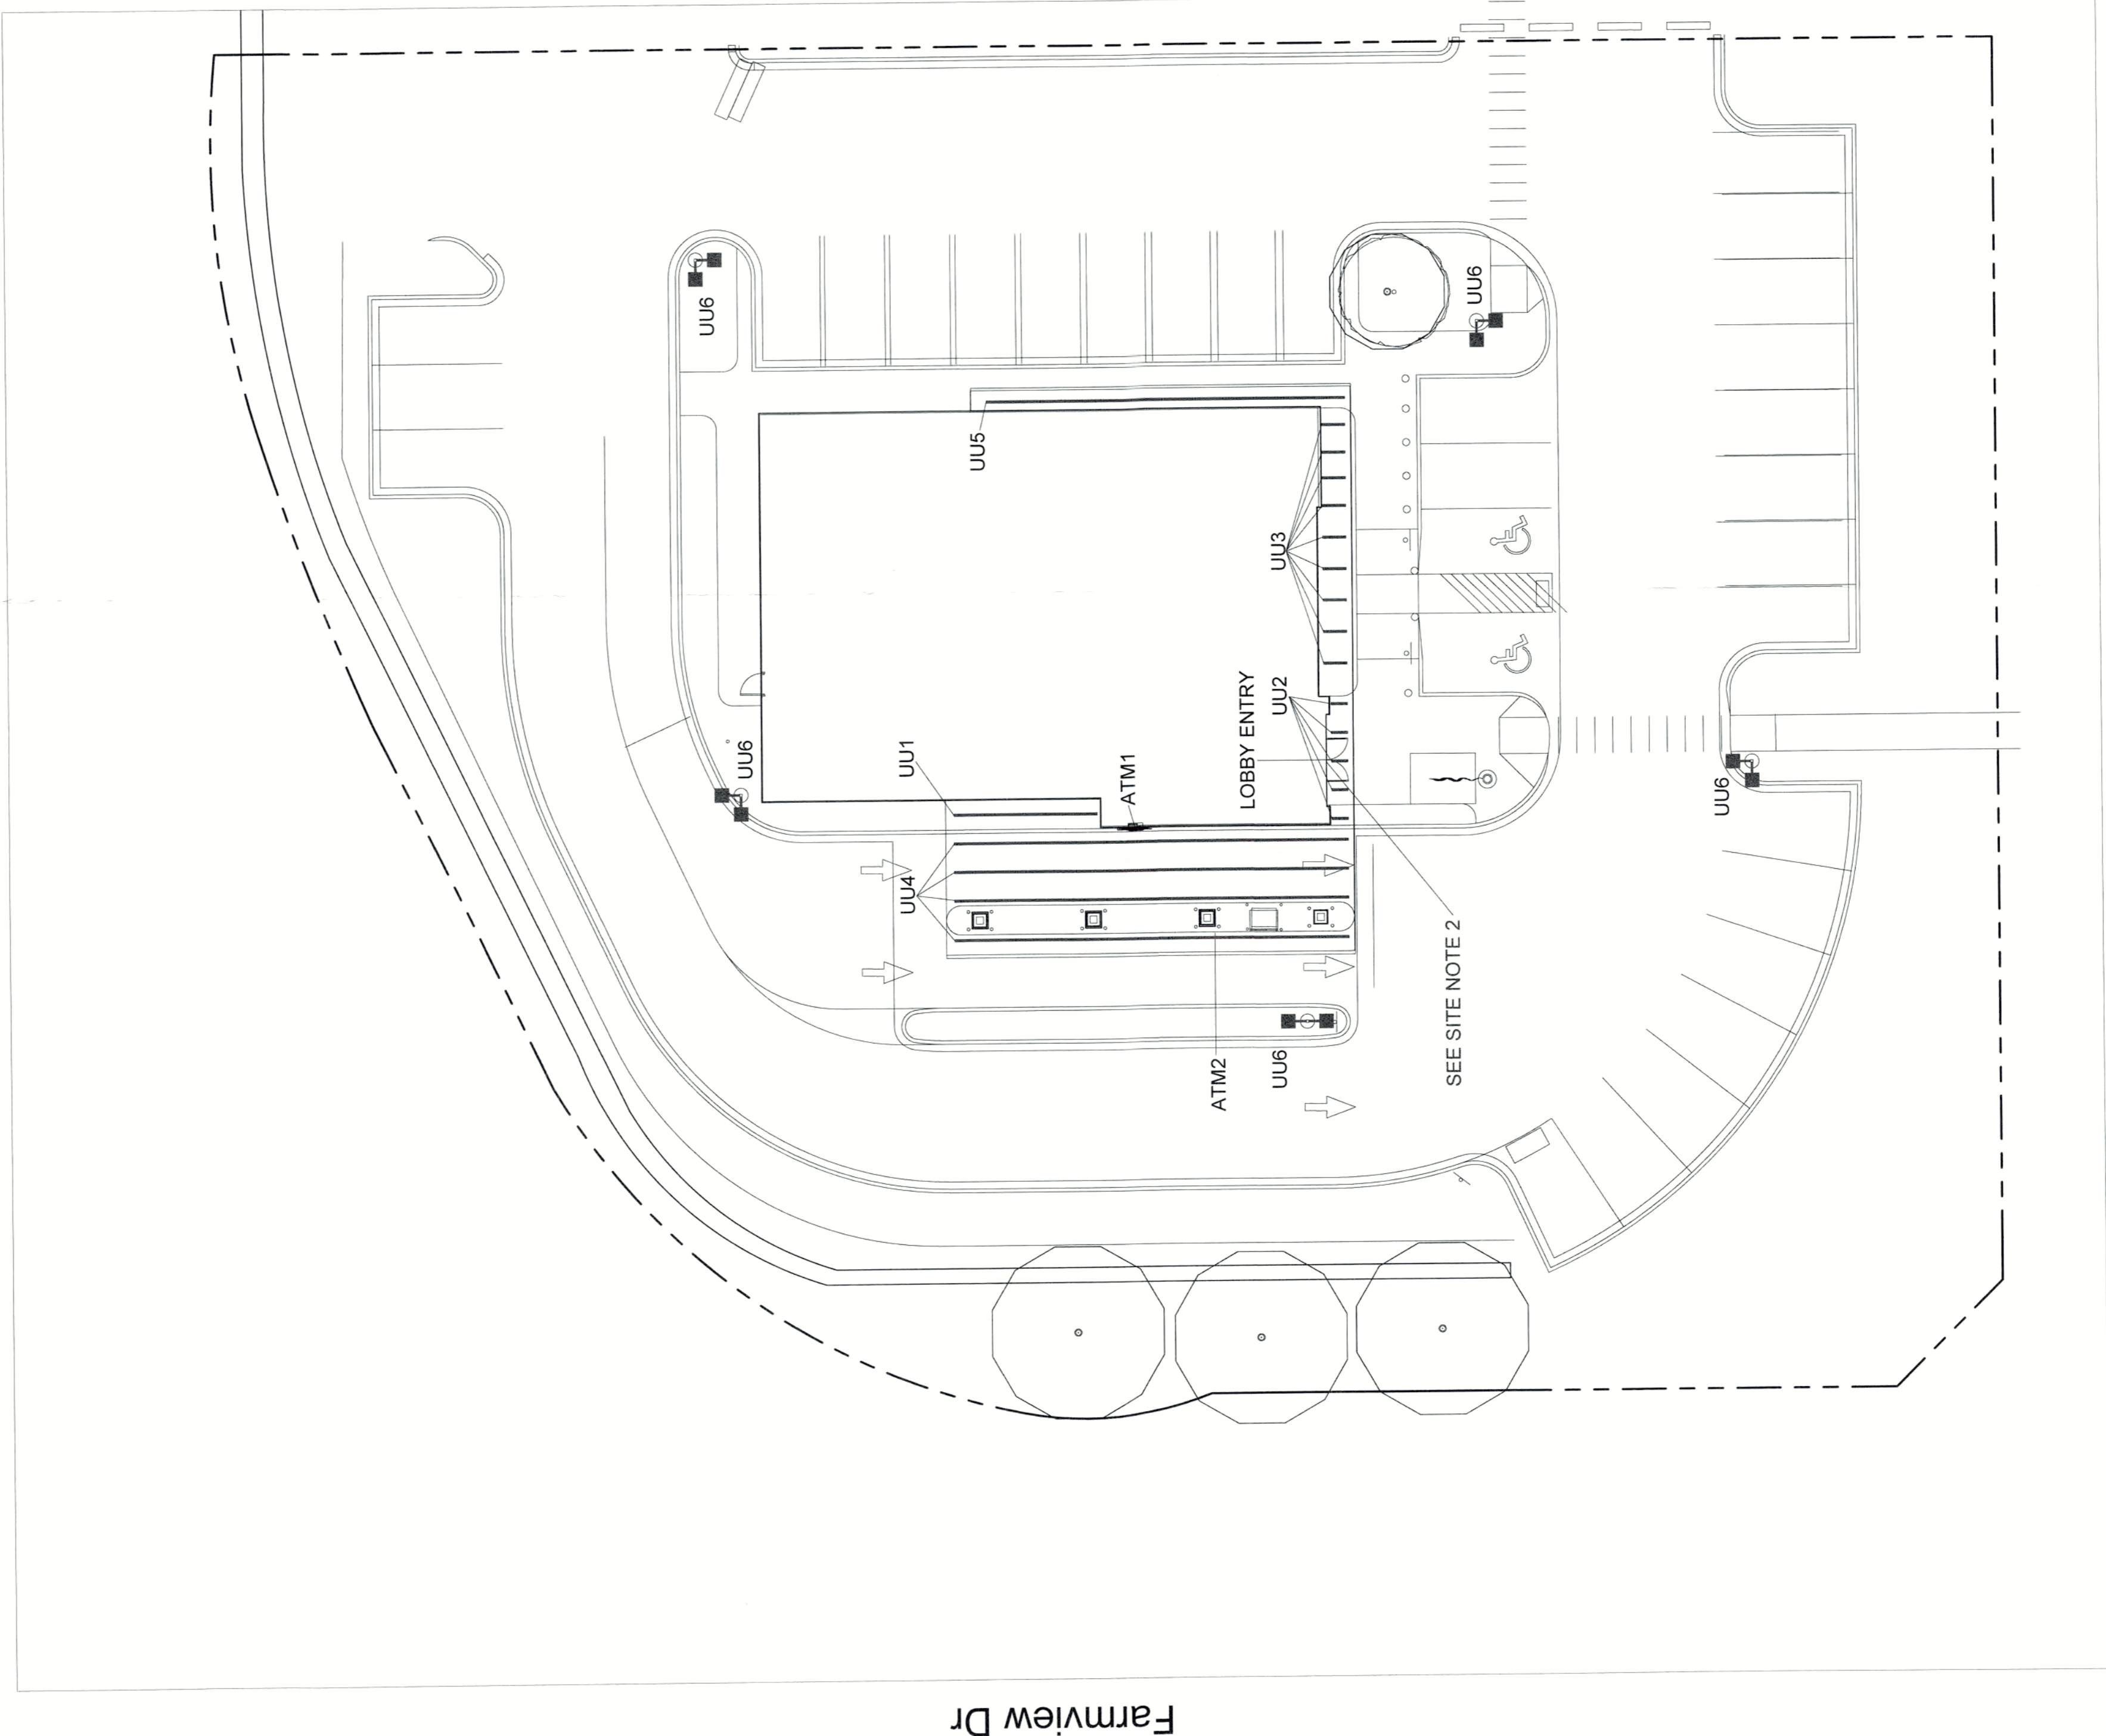 UU6
UU6
UU5
UU3
UU2
LOBBY ENTRY
UU6
UU1
ATM1
UU6
UU4
SEE SITE NOTE 2
ATM2
UU6
Farmview Dr